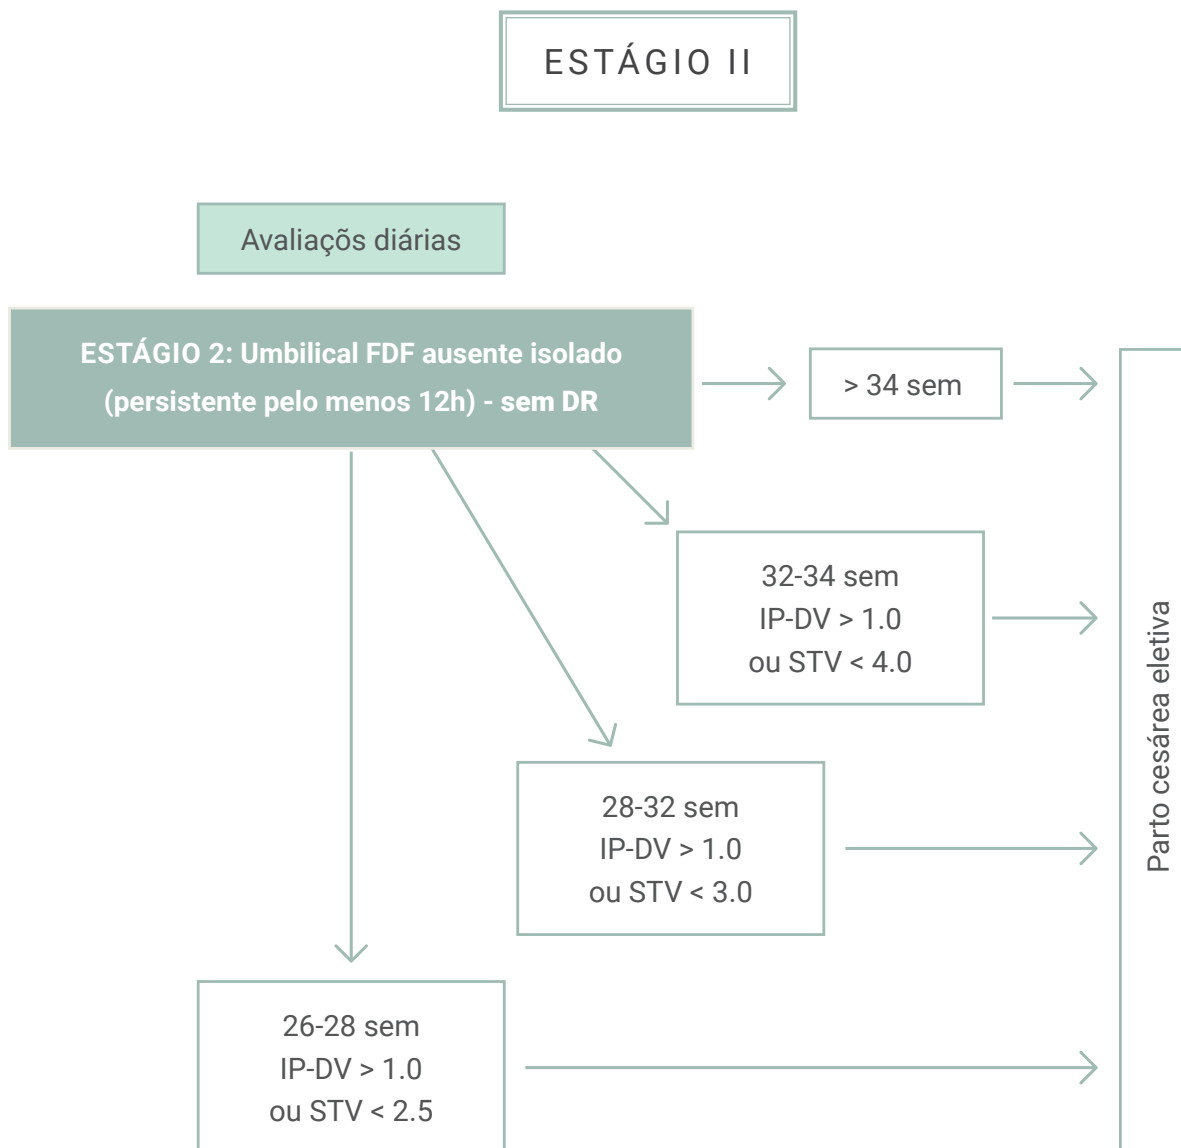 ESTÁGIO II
Avaliaçõs diárias
ESTÁGIO 2: Umbilical FDF ausente isolado
(persistente pelo menos 12h) - sem DR
> 34 sem
32-34 sem
IP-DV > 1.0
ou STV < 4.0
28-32 sem
IP-DV > 1.0
ou STV < 3.0
26-28 sem
IP-DV > 1.0
ou STV < 2.5
Parto cesárea eletiva